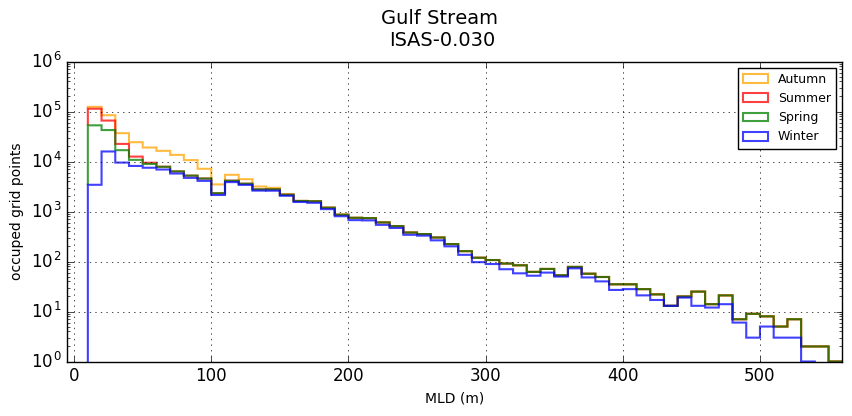 Gulf Stream
ISAS-0.030
occuped grid points
10^6
10^5
10^4
10^3
10^2
10^1
10^0
Autumn
Summer
Spring
Winter
0 100 200 300 400 500
MLD (m)